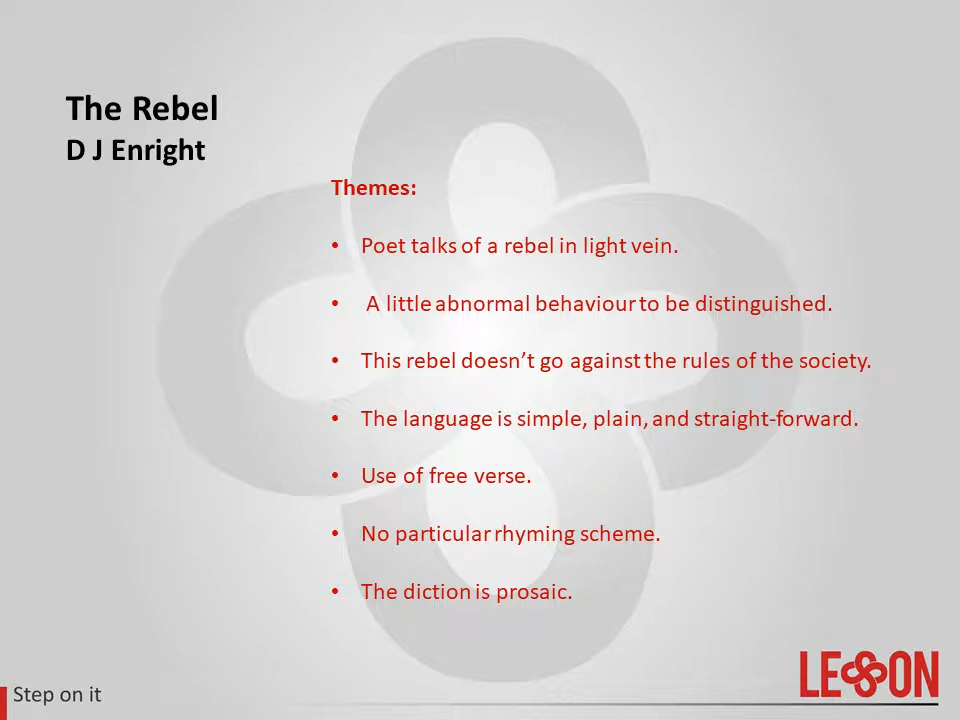 The Rebel
D J Enright
Themes:
• Poet talks of a rebel in light vein.
• A little abnormal behaviour to be distinguished.
• This rebel doesn’t go against the rules of the society.
• The language is simple, plain, and straight-forward.
• Use of free verse.
• No particular rhyming scheme.
• The diction is prosaic.
LESSON
Step on it